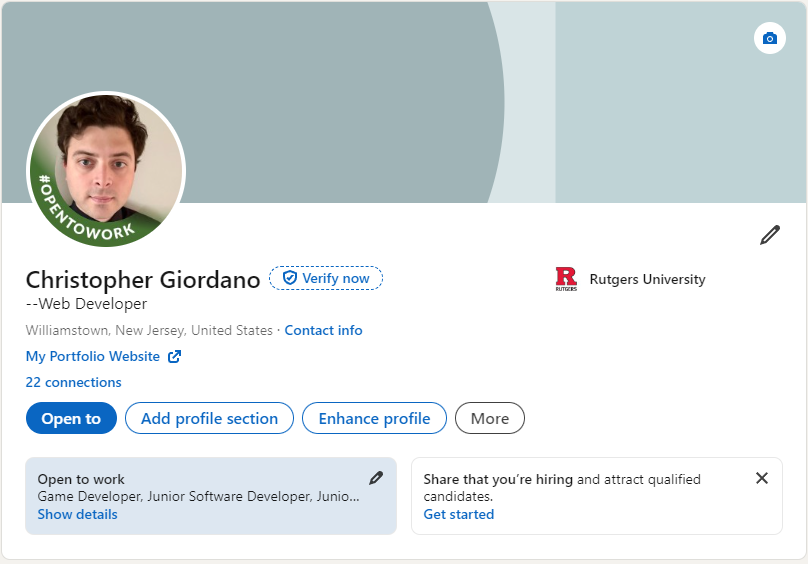 #OPENTOWORK
Christopher Giordano
Verify now
--Web Developer
RUTGERS
Rutgers University
Williamstown, New Jersey, United States · Contact info
My Portfolio Website
22 connections
Open to
Add profile section
Enhance profile
More
Open to work
Game Developer, Junior Software Developer, Junio...
Show details
Share that you’re hiring and attract qualified
candidates.
Get started